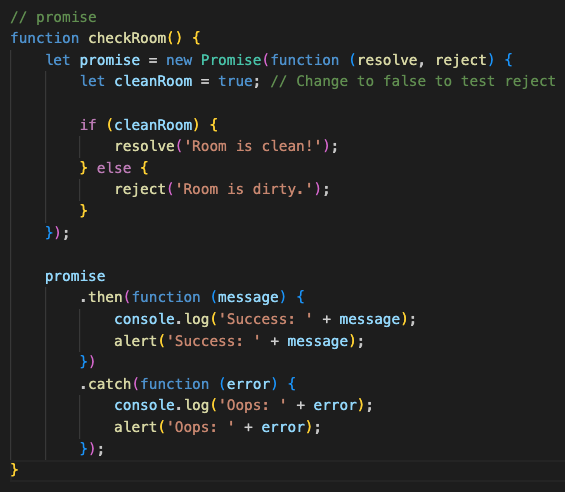 // promise
function checkRoom() {
    let promise = new Promise(function (resolve, reject) {
        let cleanRoom = true; // Change to false to test reject

        if (cleanRoom) {
            resolve('Room is clean!');
        } else {
            reject('Room is dirty.');
        }
    });

    promise
        .then(function (message) {
            console.log('Success: ' + message);
            alert('Success: ' + message);
        })
        .catch(function (error) {
            console.log('Oops: ' + error);
            alert('Oops: ' + error);
        });
}